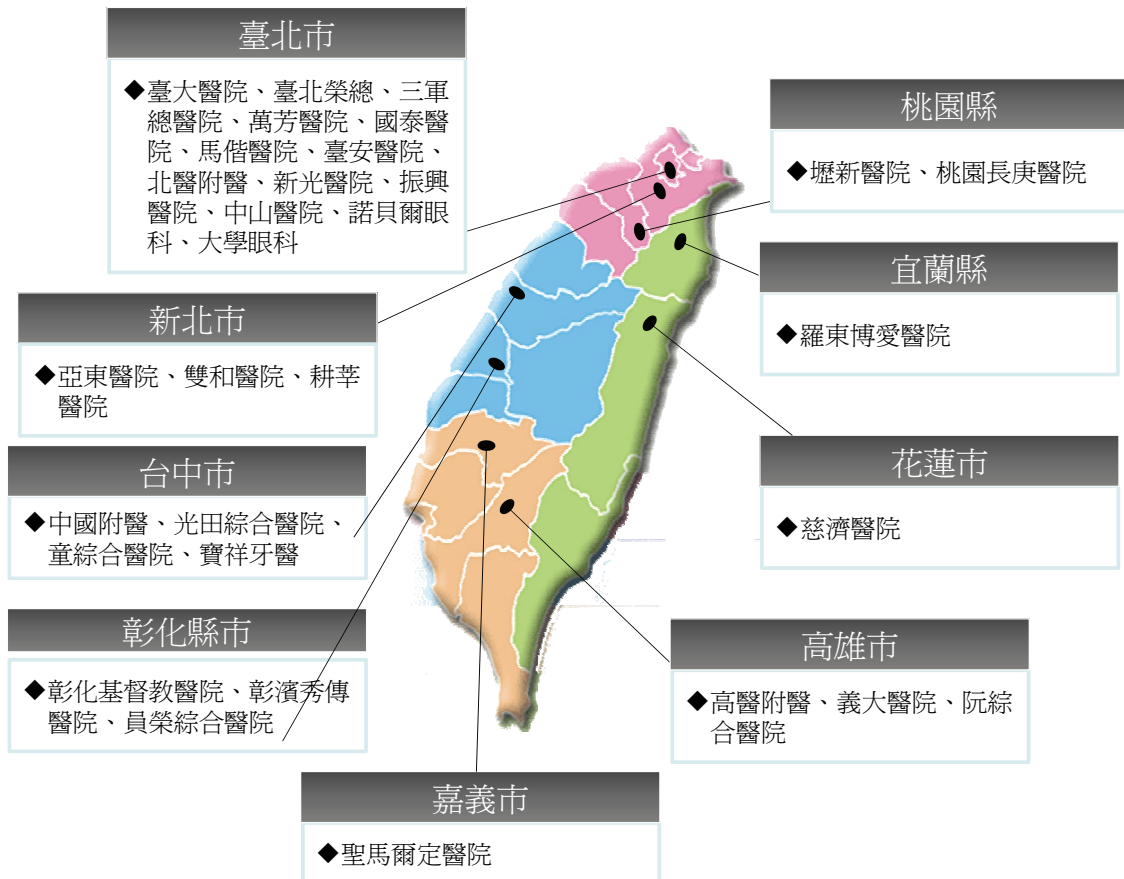 臺北市
◆臺大醫院、臺北榮總、三軍
總醫院、萬芳醫院、國泰醫
院、馬偕醫院、臺安醫院、
北醫附醫、新光醫院、振興
醫院、中山醫院、諾貝爾眼
科、大學眼科
桃園縣
◆壢新醫院、桃園長庚醫院
宜蘭縣
◆羅東博愛醫院
新北市
◆亞東醫院、雙和醫院、耕莘
醫院
台中市
◆中國附醫、光田綜合醫院、
童綜合醫院、寶祥牙醫
花蓮市
◆慈濟醫院
彰化縣市
◆彰化基督教醫院、彰濱秀傳
醫院、員榮綜合醫院
高雄市
◆高醫附醫、義大醫院、阮綜
合醫院
嘉義市
◆聖馬爾定醫院